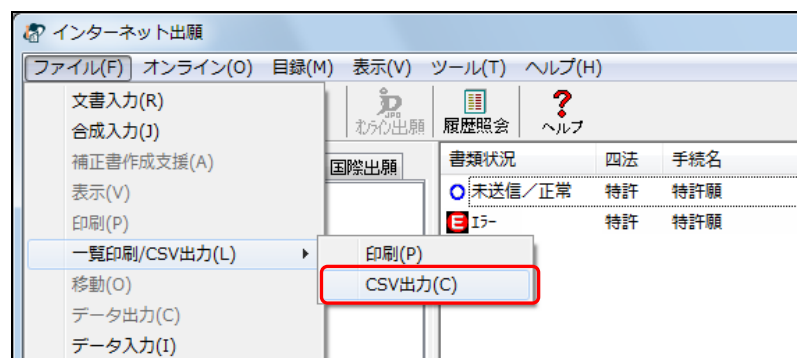 インターネット出願
ファイル(F) オンライン(O) 目録(M) 表示(V) ツール(T) ヘルプ(H)
文書入力(R)
合成入力(J)
補正書作成支援(A)
表示(V)
印刷(P)
一覧印刷/CSV出力(L)
移動(O)
データ出力(C)
データ入力(I)
印刷(P)
CSV出力(C)
JPO
オンライン出願 履歴照会 ヘルプ
国際出願
書類状況 四法 手続名
未送信／正常 特許 特許願
E エラー 特許 特許願